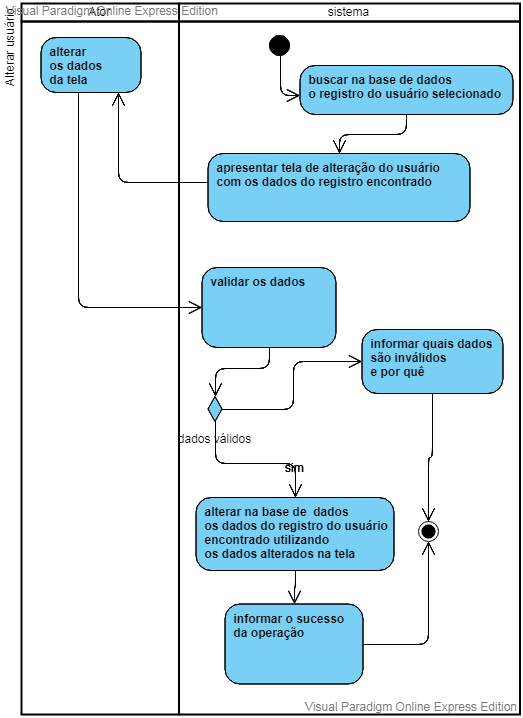 Visual Paradigm Online Express Edition
Alterar usuário
Ator
sistema
alterar
os dados
da tela
buscar na base de dados
o registro do usuário selecionado
apresentar tela de alteração do usuário
com os dados do registro encontrado
validar os dados
informar quais dados
são inválidos
e por quê
dados válidos
sim
alterar na base de  dados
os dados do registro do usuário
encontrado utilizando
os dados alterados na tela
informar o sucesso
da operação
Visual Paradigm Online Express Edition